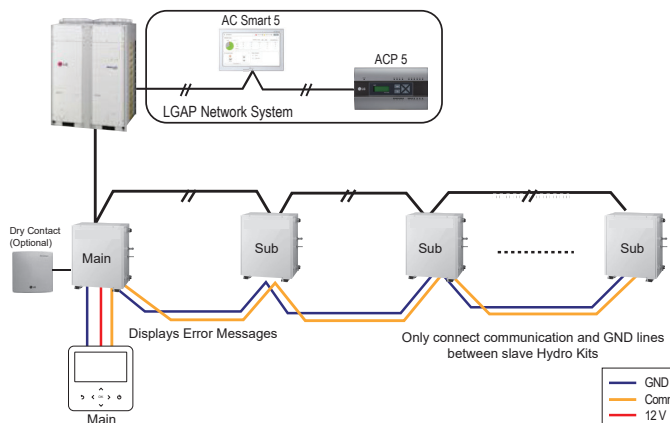 AC Smart 5
ACP 5
LGAP Network System
Dry Contact
(Optional)
Main
Sub
Sub
Sub
Displays Error Messages
Only connect communication and GND lines
between slave Hydro Kits
Main
GND
12 V